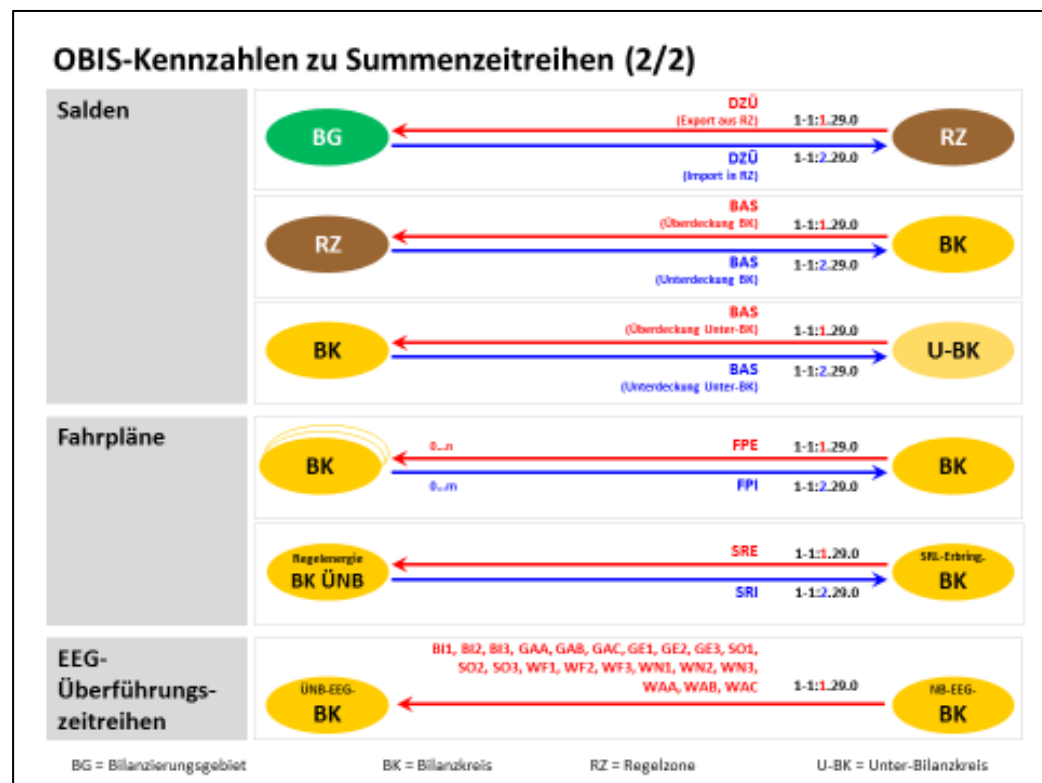 OBIS-Kennzahlen zu Summenzeitreihen (2/2)
Salden
BG
DZÜ
(Export aus RZ)
1-1:1.29.0
DZÜ
(Import in RZ)
1-1:2.29.0
RZ
RZ
BAS
(Überdeckung BK)
1-1:1.29.0
BAS
(Unterdeckung BK)
1-1:2.29.0
BK
BK
BAS
(Überdeckung Unter-BK)
1-1:1.29.0
BAS
(Unterdeckung Unter-BK)
1-1:2.29.0
U-BK
Fahrpläne
BK
0...n
FPE
1-1:1.29.0
0...m
FPI
1-1:2.29.0
BK
Regelenergie
BK ÜNB
SRE
1-1:1.29.0
SRI
1-1:2.29.0
SRL-Erbring.
BK
EEG-
Überführungs-
zeitreihen
ÜNB-EEG-
BK
BI1, BI2, BI3, GAA, GAB, GAC, GE1, GE2, GE3, SO1,
SO2, SO3, WF1, WF2, WF3, WN1, WN2, WN3,
WAA, WAB, WAC
1-1:1.29.0
NB-EEG-
BK
BG = Bilanzierungsgebiet
BK = Bilanzkreis
RZ = Regelzone
U-BK = Unter-Bilanzkreis